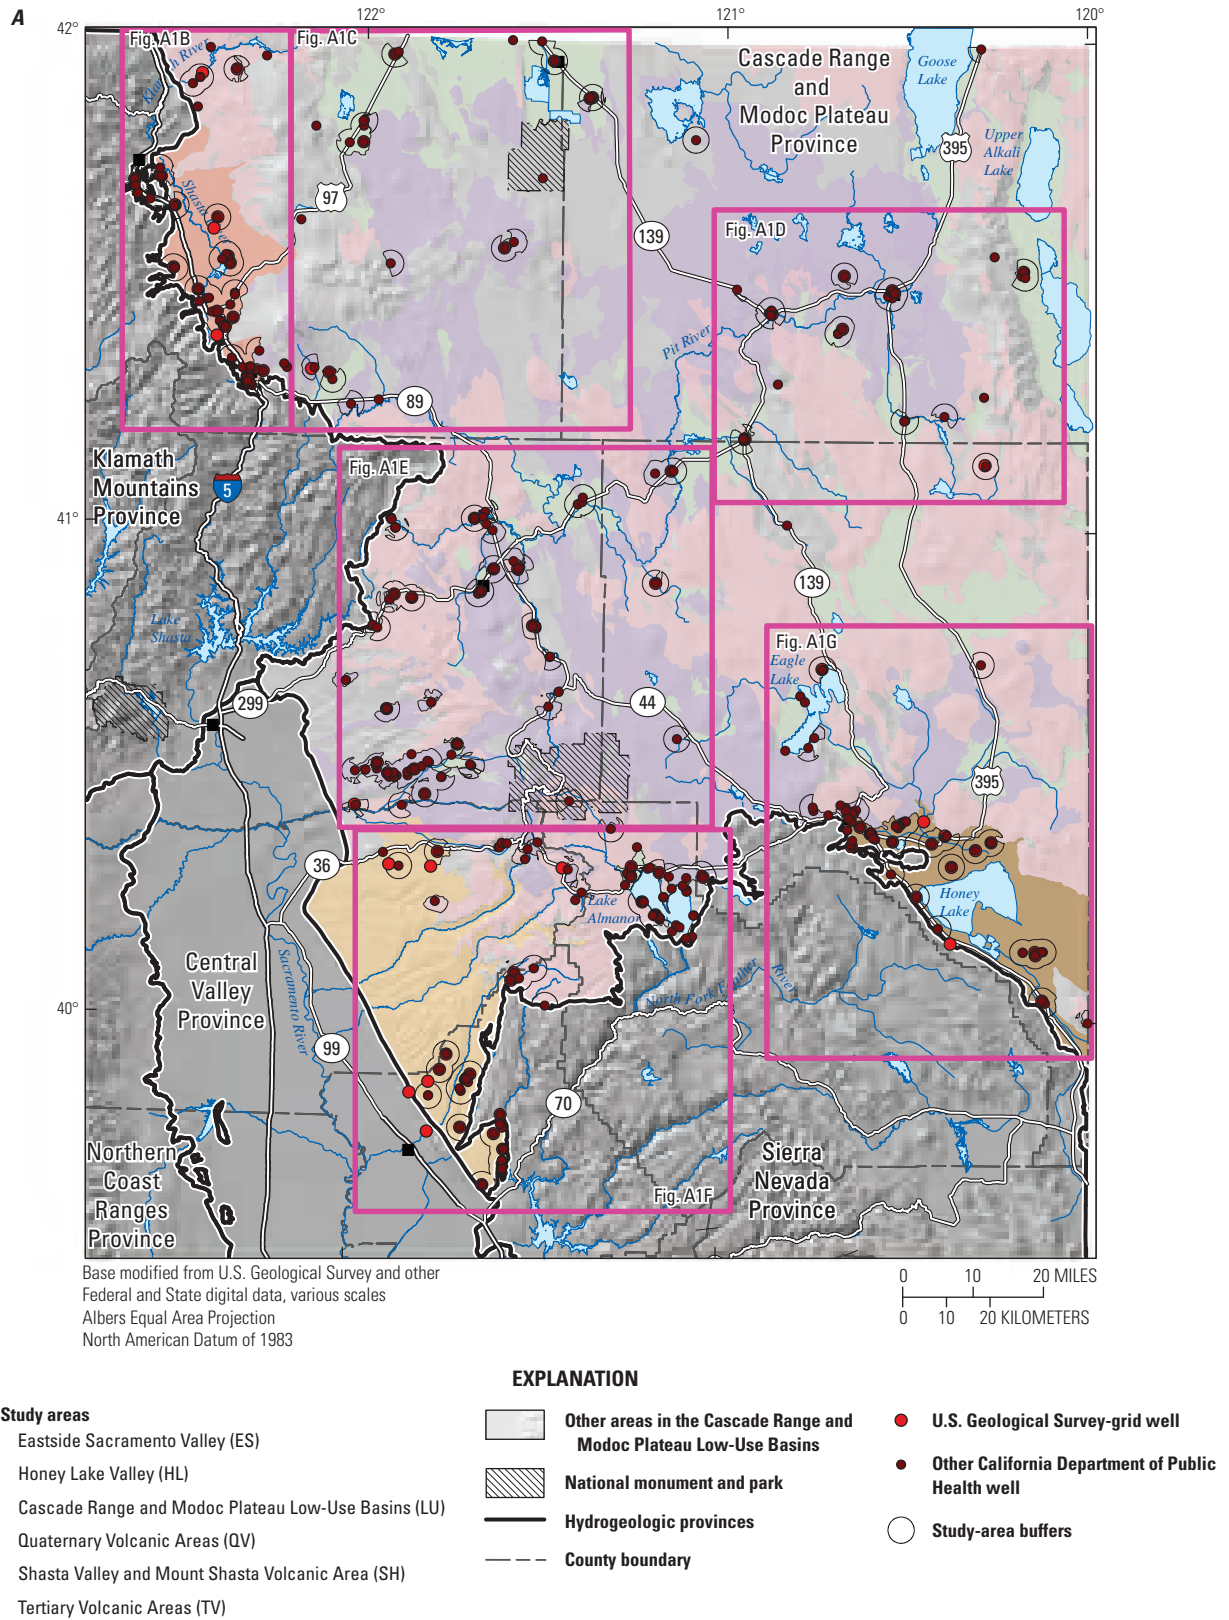 A
122°
121°
120°
42°
Fig. A1B
Fig. A1C
Cascade Range
and
Modoc Plateau
Province
Goose
Lake
Upper
Alkali
Lake
395
97
Shasta
139
Fig. A1D
Pit River
89
Klamath
Mountains
Province
5
Fig. A1E
41°
139
Lake
Shasta
Fig. A1G
Eagle
Lake
299
44
395
36
Lake
Almanor
Honey
Lake
Central
Valley
Province
Sacramento River
North Fork Feather
River
40°
99
70
Northern
Coast
Ranges
Province
Sierra
Nevada
Province
Fig. A1F
Base modified from U.S. Geological Survey and other
Federal and State digital data, various scales
Albers Equal Area Projection
North American Datum of 1983
0 10 20 MILES
0 10 20 KILOMETERS
EXPLANATION
Study areas
Eastside Sacramento Valley (ES)
Honey Lake Valley (HL)
Cascade Range and Modoc Plateau Low-Use Basins (LU)
Quaternary Volcanic Areas (QV)
Shasta Valley and Mount Shasta Volcanic Area (SH)
Tertiary Volcanic Areas (TV)
Other areas in the Cascade Range and
Modoc Plateau Low-Use Basins
National monument and park
Hydrogeologic provinces
County boundary
U.S. Geological Survey-grid well
Other California Department of Public
Health well
Study-area buffers